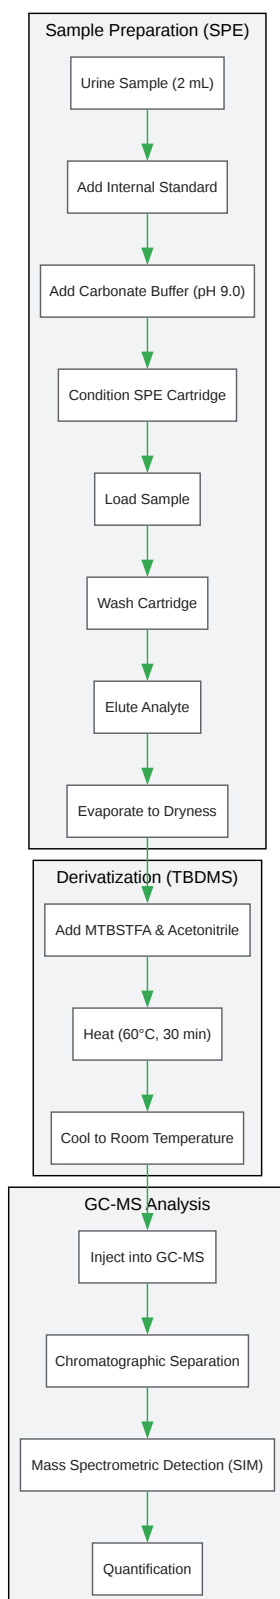 Sample Preparation (SPE)
Urine Sample (2 mL)
Add Internal Standard
Add Carbonate Buffer (pH 9.0)
Condition SPE Cartridge
Load Sample
Wash Cartridge
Elute Analyte
Evaporate to Dryness
Derivatization (TBDMS)
Add MTBSTFA & Acetonitrile
Heat (60°C, 30 min)
Cool to Room Temperature
GC-MS Analysis
Inject into GC-MS
Chromatographic Separation
Mass Spectrometric Detection (SIM)
Quantification